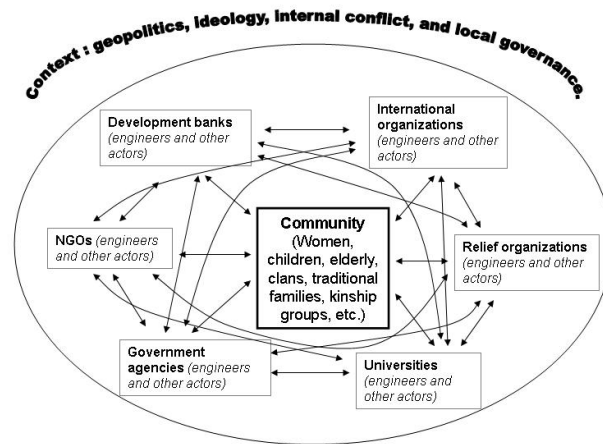 Context : geopolitics, ideology, internal conflict, and local governance.
Development banks
(engineers and other
actors)
International
organizations
(engineers and other
actors)
Community
(Women,
children, elderly,
clans, traditional
families, kinship
groups, etc.)
NGOs (engineers
and other actors)
Relief organizations
(engineers and other
actors)
Government
agencies (engineers
and other actors)
Universities
(engineers and
other actors)